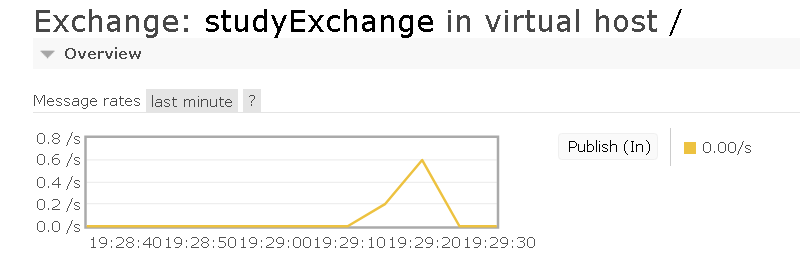 Exchange: studyExchange in virtual host /
Overview
Message rates last minute ?
0.8 /s
0.6 /s
0.4 /s
0.2 /s
0.0 /s
19:28:40 19:28:50 19:29:00 19:29:10 19:29:20 19:29:30
Publish (In) 0.00/s